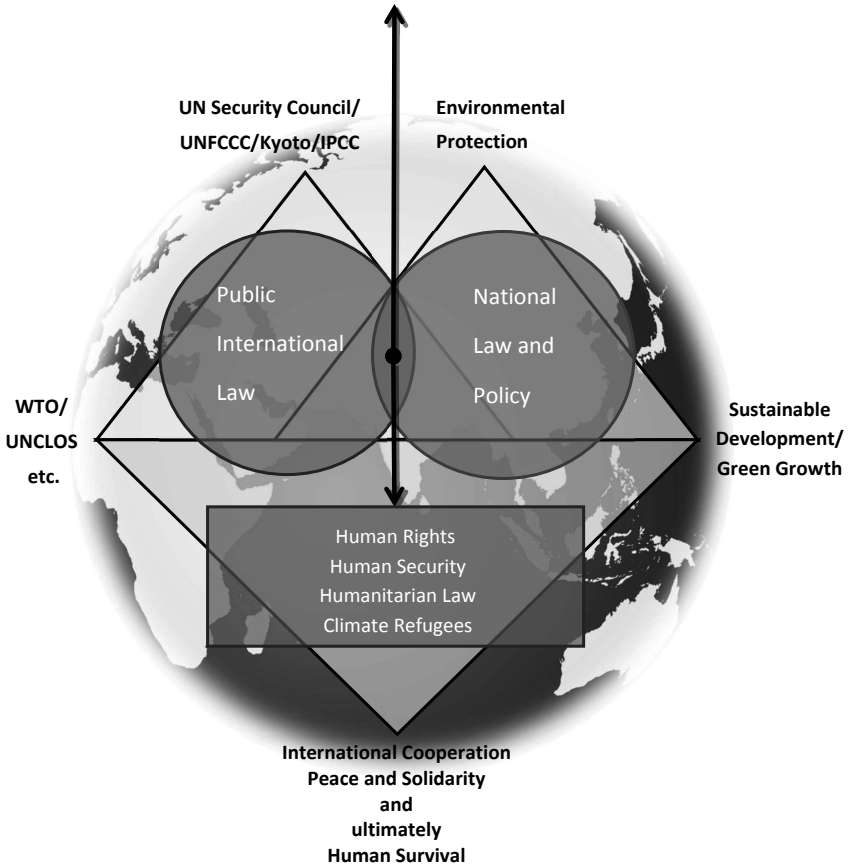 UN Security Council/
UNFCCC/Kyoto/IPCC
Environmental
Protection
Public
International
Law
National
Law and
Policy
WTO/
UNCLOS
etc.
Sustainable
Development/
Green Growth
Human Rights
Human Security
Humanitarian Law
Climate Refugees
International Cooperation
Peace and Solidarity
and
ultimately
Human Survival